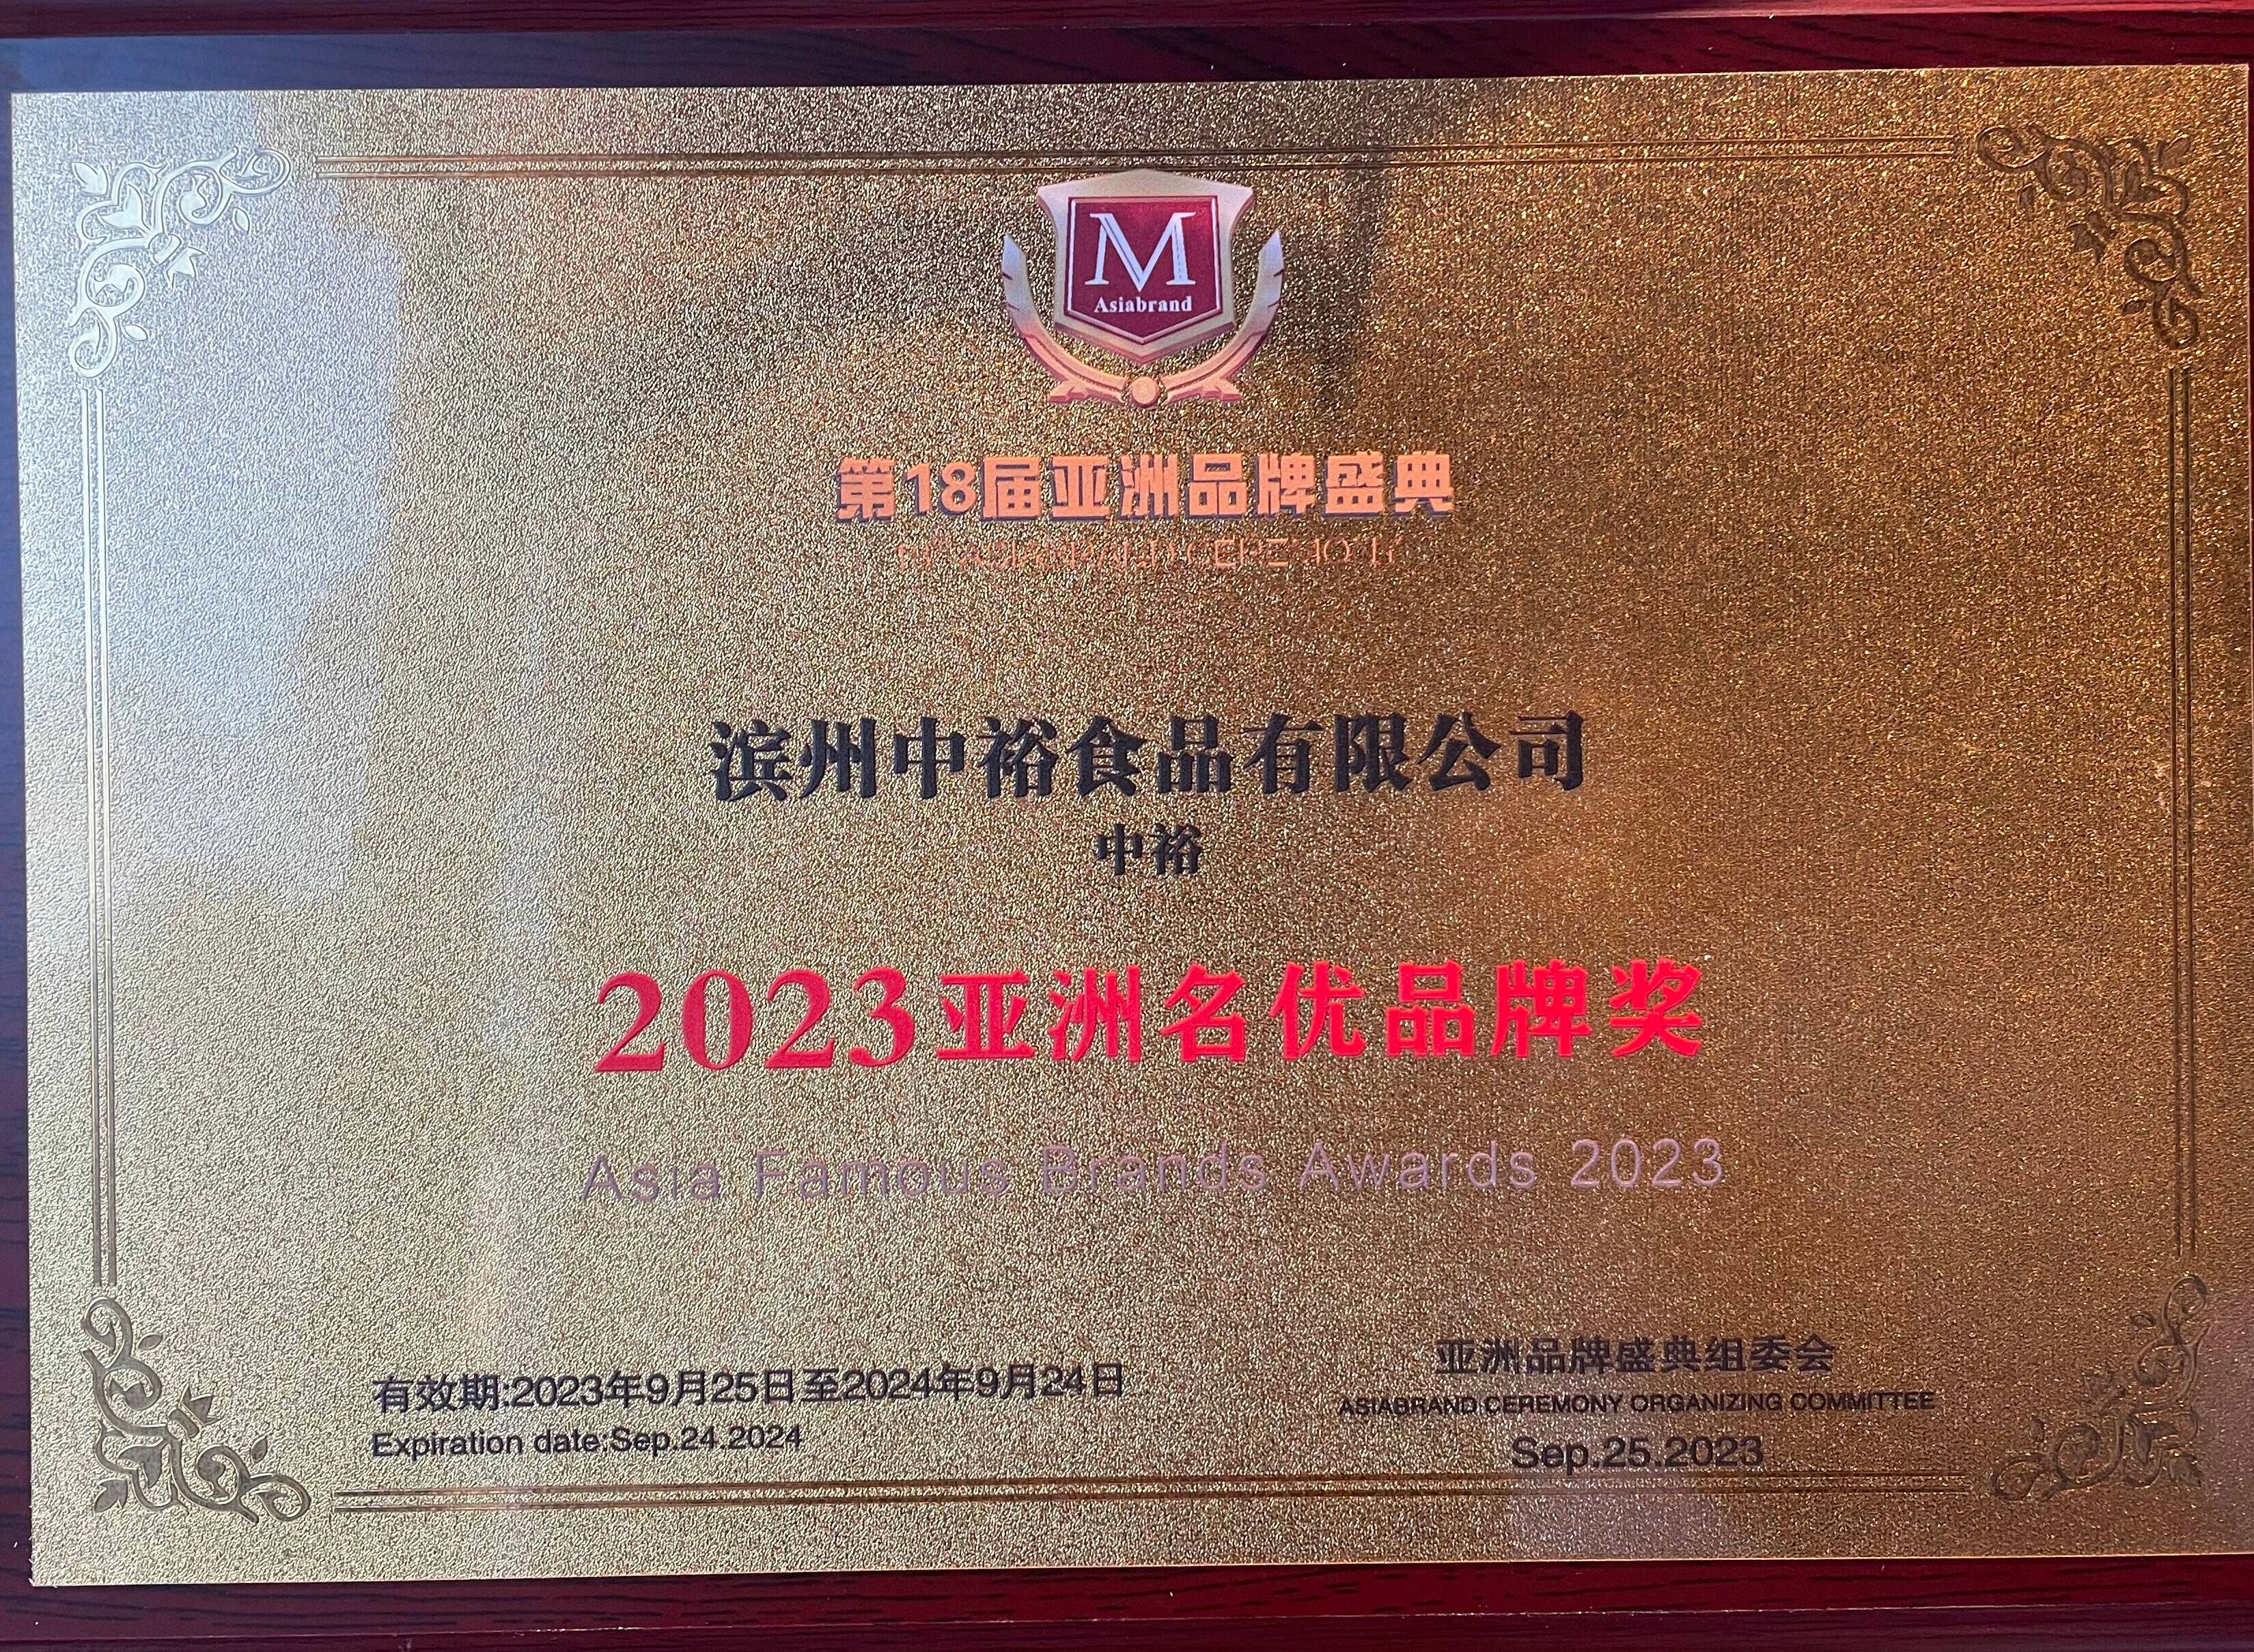 M
Asiabrand
第18届亚洲品牌盛典
滨州中裕食品有限公司
中裕
2023亚洲名优品牌奖
Asia Famous Brands Awards 2023
有效期:2023年9月25日至2024年9月24日
Expiration date:Sep.24.2024
亚洲品牌盛典组委会
ASIABRAND CEREMONY ORGANIZING COMMITTEE
Sep.25.2023